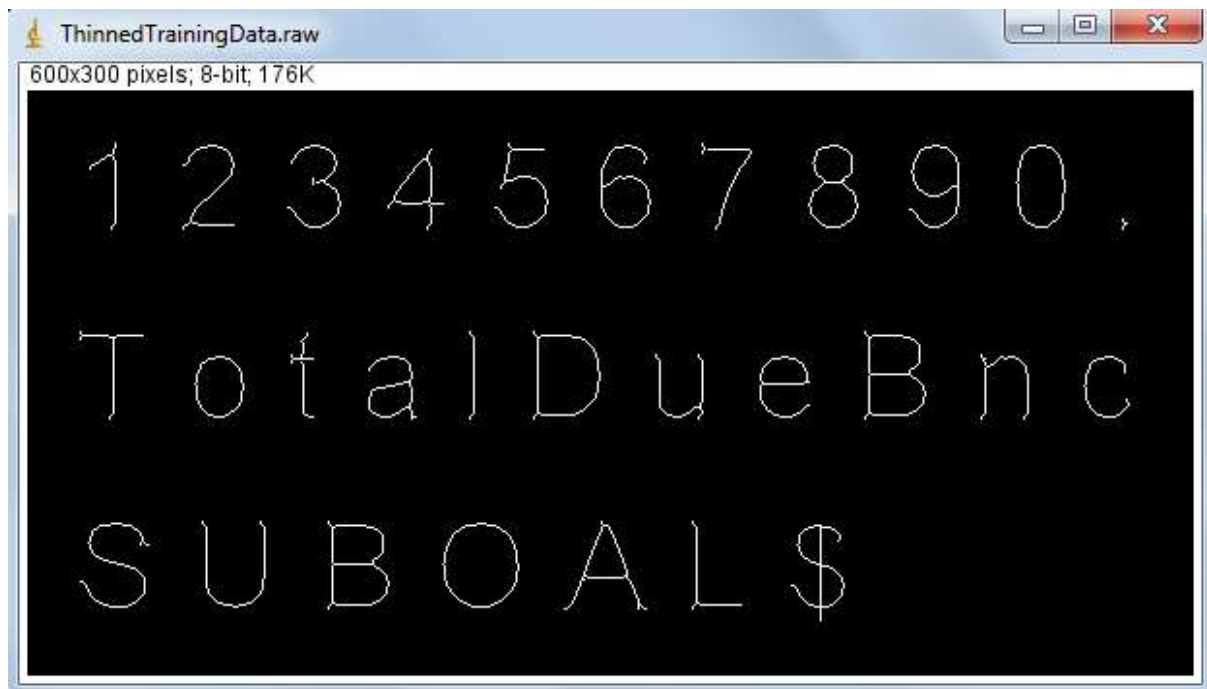 ThinnedTrainingData.raw
600x300 pixels; 8-bit; 176K
1 2 3 4 5 6 7 8 9 0 ,
T o t a l D u e B n c
S U B O A L $